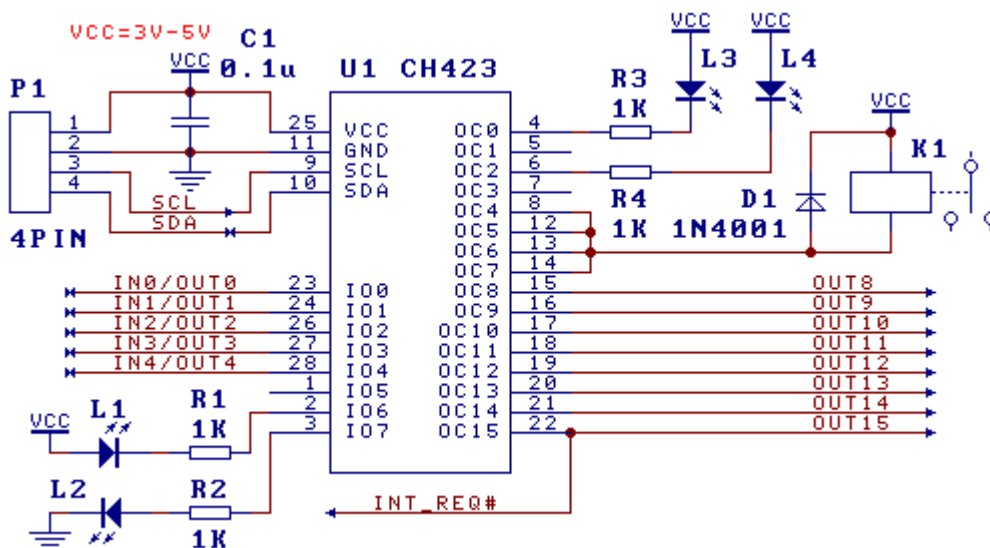 VCC=3V-5V
C1
0.1u
VCC
P1
1
2
3
4
4PIN
SCL
SDA
U1 CH423
25 VCC
11 GND
9 SCL
10 SDA
IN0/OUT0 23 IO0
IN1/OUT1 24 IO1
IN2/OUT2 26 IO2
IN3/OUT3 27 IO3
IN4/OUT4 28 IO4
1 IO5
2 IO6
3 IO7
OC0 4
OC1 5
OC2 6
OC3 7
OC4 8
OC5 12
OC6 13
OC7 14
OC8 15 OUT8
OC9 16 OUT9
OC10 17 OUT10
OC11 18 OUT11
OC12 19 OUT12
OC13 20 OUT13
OC14 21 OUT14
OC15 22 OUT15
VCC
VCC
L3
L4
R3
1K
R4
1K
VCC
K1
D1
1N4001
VCC
L1
R1
1K
L2
R2
1K
INT_REQ#